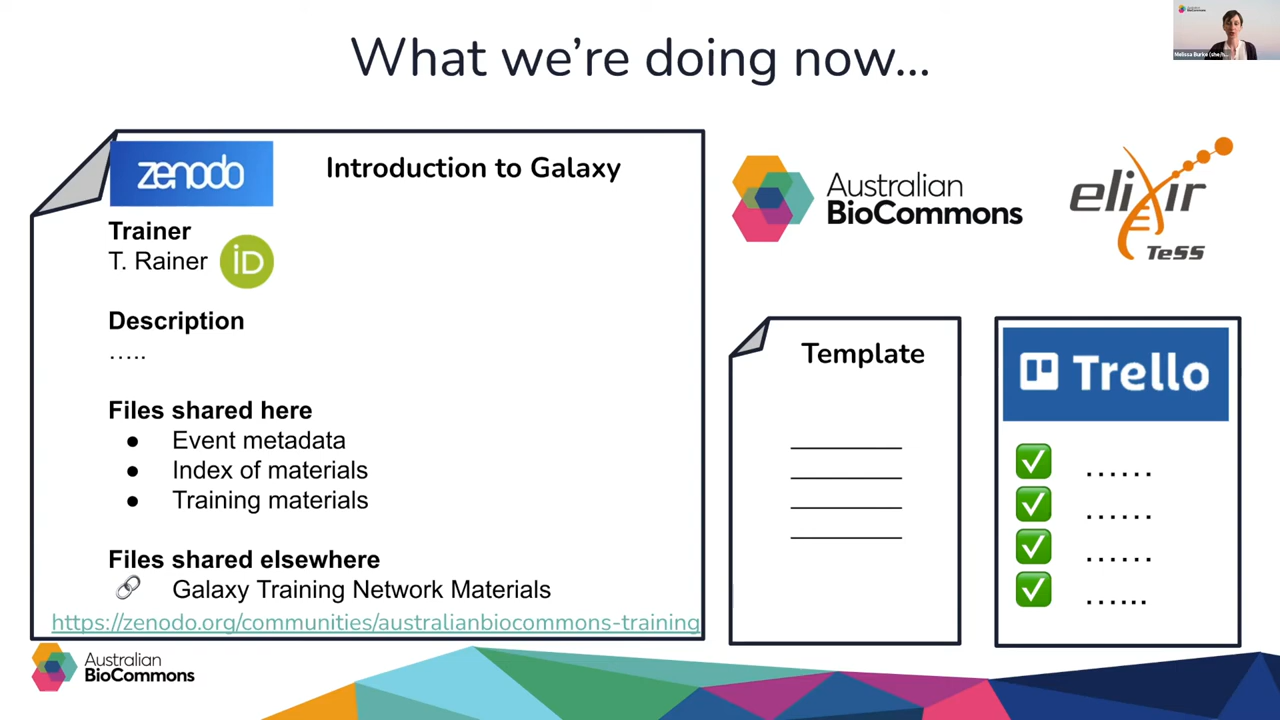 What we're doing now...
zenodo
Introduction to Galaxy
Trainer
T. Rainer
iD
Description
.....
Files shared here
● Event metadata
● Index of materials
● Training materials
Files shared elsewhere
Galaxy Training Network Materials
https://zenodo.org/communities/australianbiocommons-training
Australian
BioCommons
elixir
TeSS
Template
Trello
......
......
......
......
Australian
BioCommons